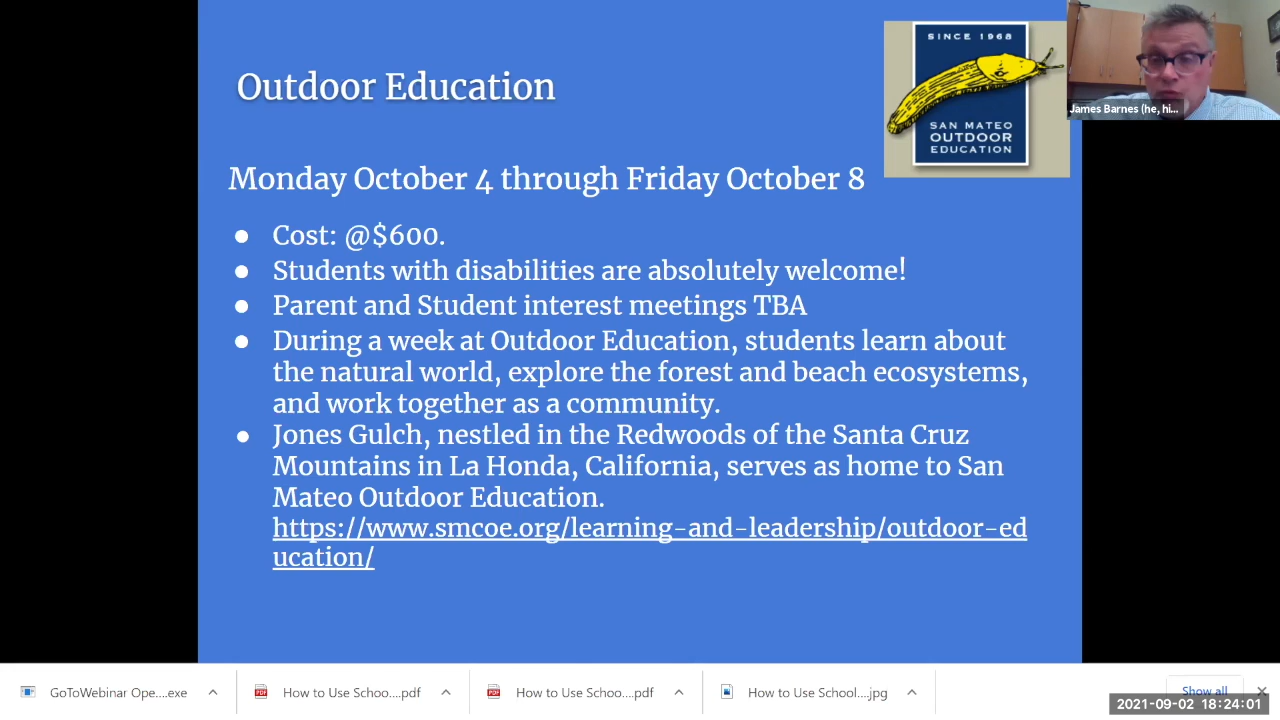 Outdoor Education
SINCE 1968
SAN MATEO
OUTDOOR
EDUCATION
James Barnes (he, hi...
Monday October 4 through Friday October 8
● Cost: @$600.
● Students with disabilities are absolutely welcome!
● Parent and Student interest meetings TBA
● During a week at Outdoor Education, students learn about
the natural world, explore the forest and beach ecosystems,
and work together as a community.
● Jones Gulch, nestled in the Redwoods of the Santa Cruz
Mountains in La Honda, California, serves as home to San
Mateo Outdoor Education.
https://www.smcoe.org/learning-and-leadership/outdoor-ed
ucation/
GoToWebinar Ope....exe
PDF
How to Use Schoo....pdf
PDF
How to Use Schoo....pdf
How to Use School....jpg
Show all
2021-09-02 18:24:01